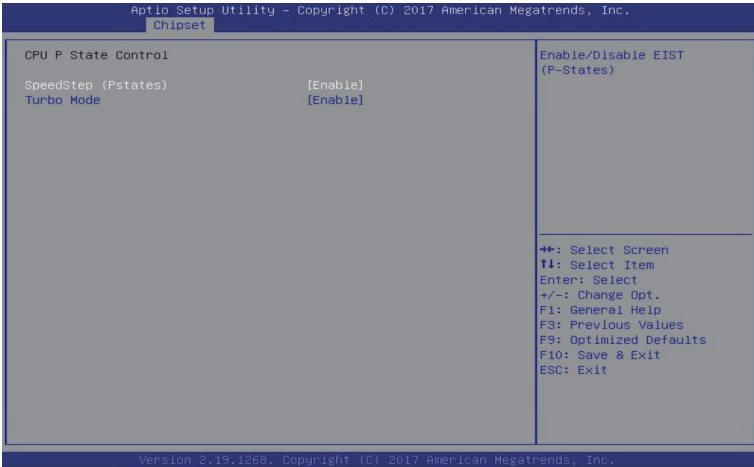 Aptio Setup Utility – Copyright (C) 2017 American Megatrends, Inc.
Chipset
CPU P State Control
SpeedStep (Pstates) [Enable]
Turbo Mode [Enable]
Enable/Disable EIST
(P-States)
→←: Select Screen
↑↓: Select Item
Enter: Select
+/-: Change Opt.
F1: General Help
F3: Previous Values
F9: Optimized Defaults
F10: Save & Exit
ESC: Exit
Version 2.19.1268. Copyright (C) 2017 American Megatrends, Inc.